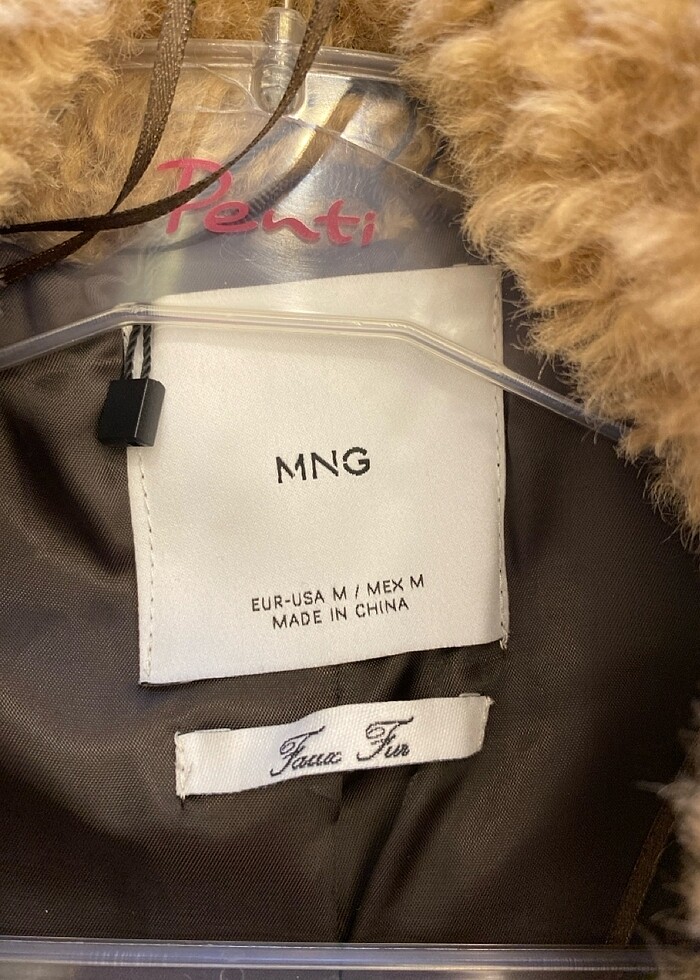 Penti
MNG
EUR-USA M / MEX M
MADE IN CHINA
Faux Fur